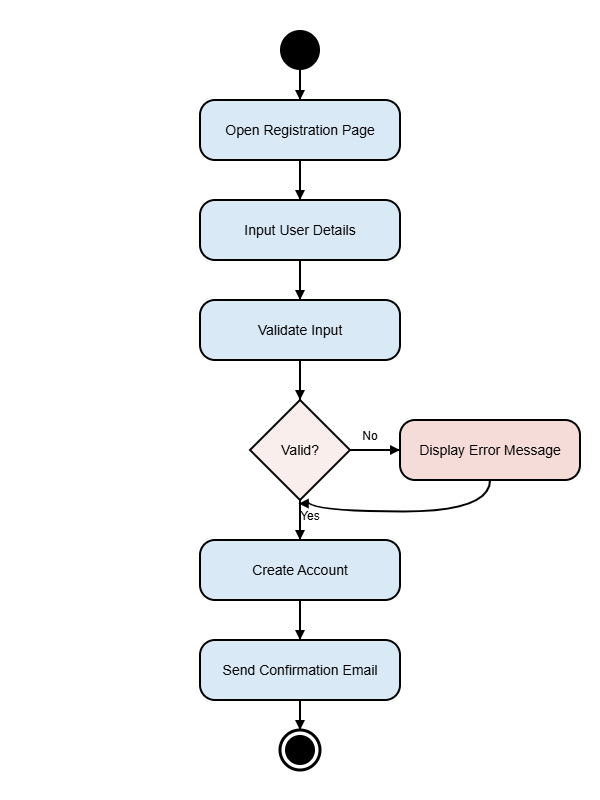 Open Registration Page
Input User Details
Validate Input
Valid?
No
Display Error Message
Yes
Create Account
Send Confirmation Email